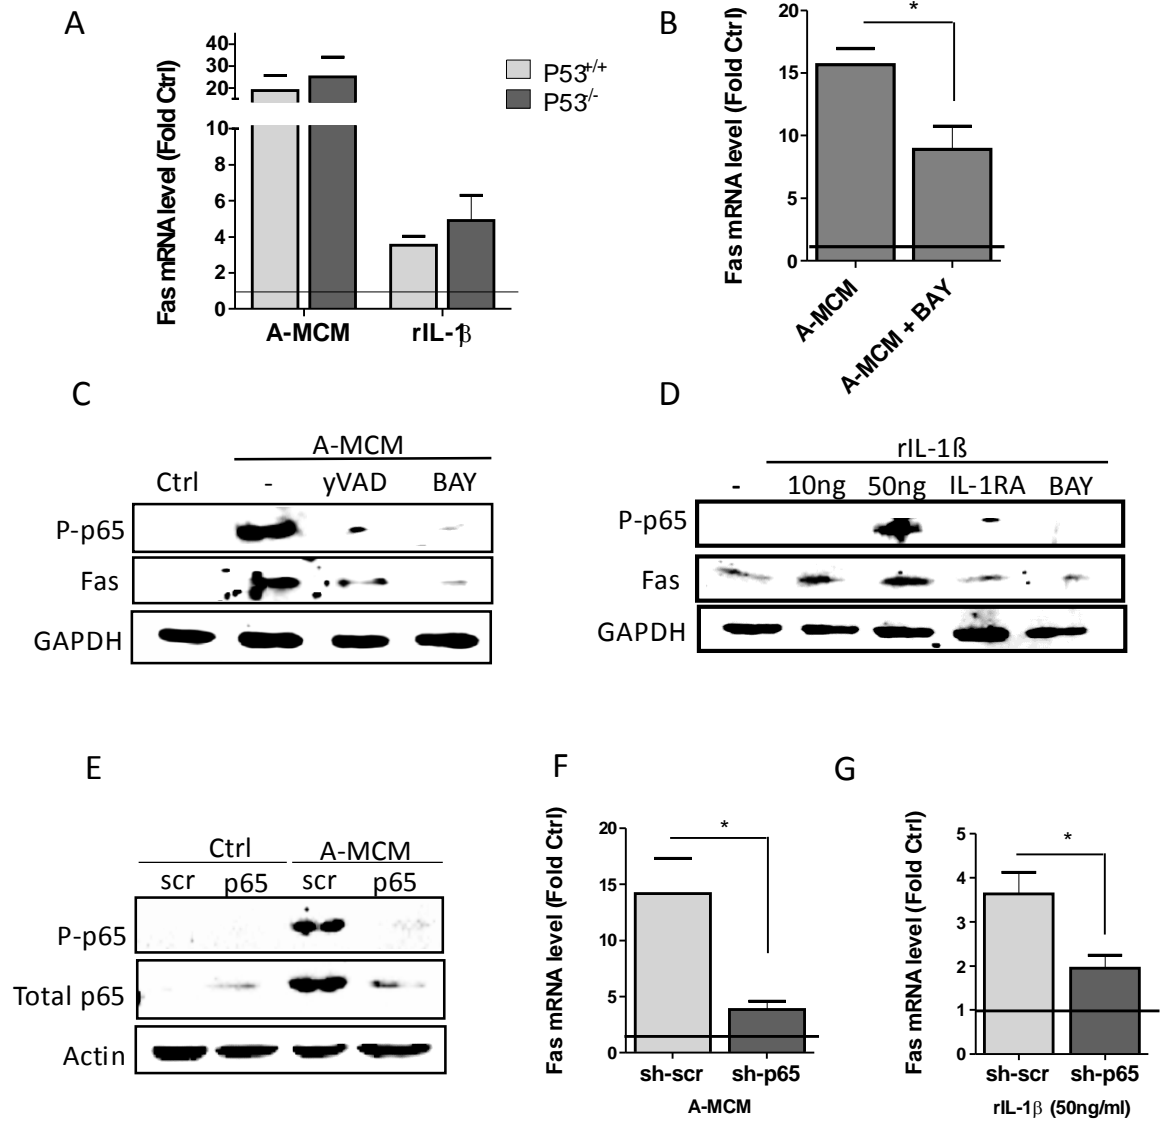 A
Fas mRNA level (Fold Ctrl)
40
30
20
10
8
6
4
2
0
A-MCM rIL-1β
P53+/+
P53-/-
B
Fas mRNA level (Fold Ctrl)
20
15
10
5
0
*
A-MCM
A-MCM + BAY
C
A-MCM
Ctrl - yVAD BAY
P-p65
Fas
GAPDH
D
rIL-1ß
- 10ng 50ng IL-1RA BAY
P-p65
Fas
GAPDH
E
Ctrl A-MCM
scr p65 scr p65
P-p65
Total p65
Actin
F
Fas mRNA level (Fold Ctrl)
20
15
10
5
0
*
sh-scr sh-p65
A-MCM
G
Fas mRNA level (Fold Ctrl)
5
4
3
2
1
0
*
sh-scr sh-p65
rIL-1β (50ng/ml)